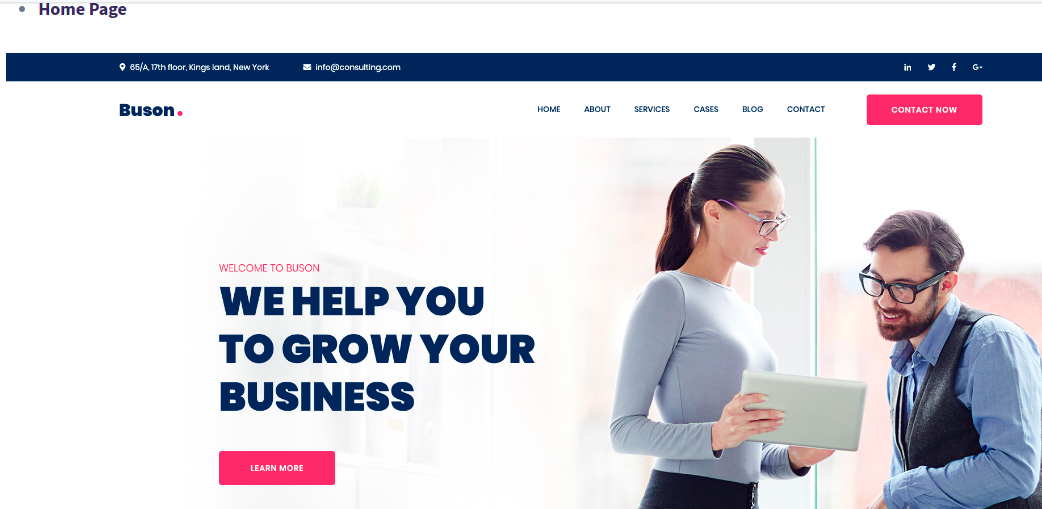 Home Page
65/A, 17th floor, Kings land, New York
info@consulting.com
in
G+
Buson.
HOME
ABOUT
SERVICES
CASES
BLOG
CONTACT
CONTACT NOW
WELCOME TO BUSON
WE HELP YOU
TO GROW YOUR
BUSINESS
LEARN MORE